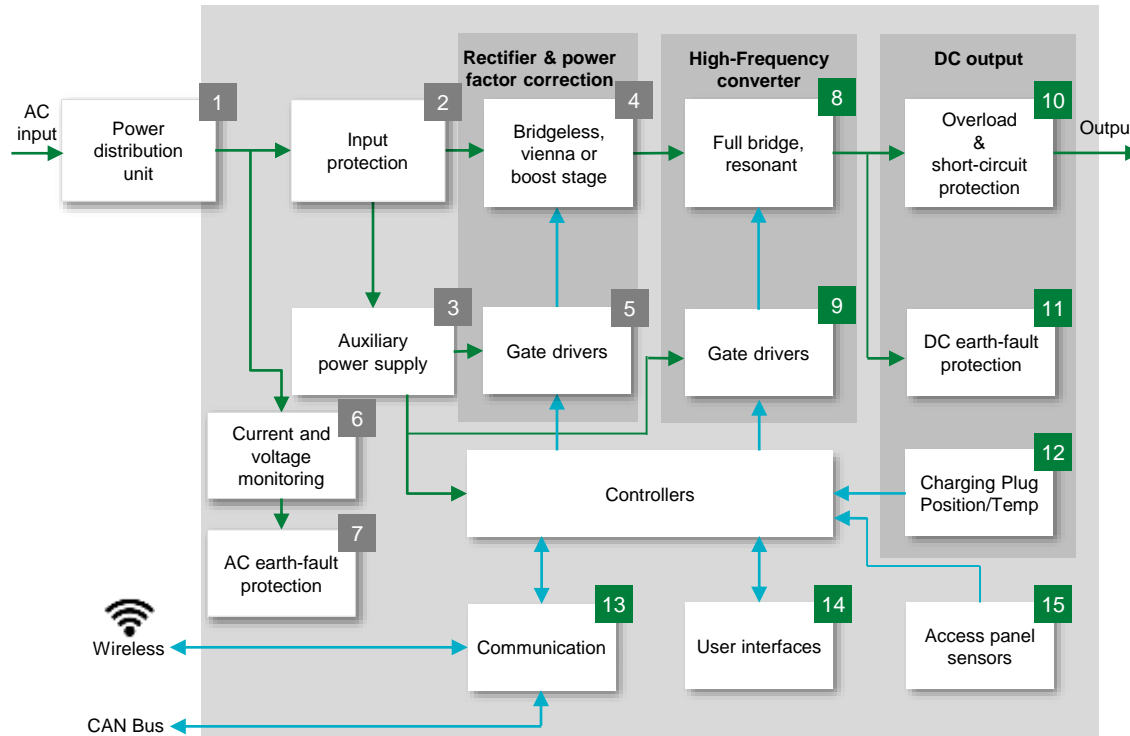 Rectifier & power
factor correction
High-Frequency
converter
DC output
1
2
4
8
10
AC
input
Power
distribution
unit
Input
protection
Bridgeless,
vienna or
boost stage
Full bridge,
resonant
Overload
&
short-circuit
protection
Output
3
5
9
11
Auxiliary
power supply
Gate drivers
Gate drivers
DC earth-fault
protection
6
Current and
voltage
monitoring
12
Controllers
Charging Plug
Position/Temp
7
AC earth-fault
protection
13
14
15
Wireless
Communication
User interfaces
Access panel
sensors
CAN Bus